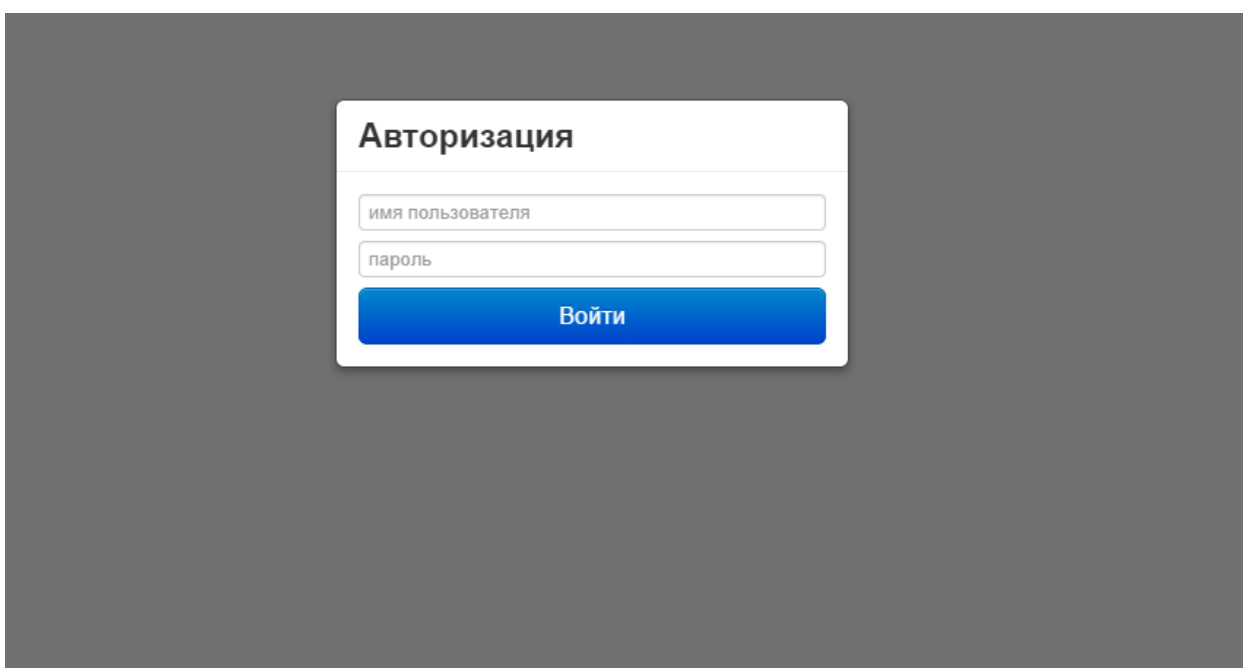 Авторизация
имя пользователя
пароль
Войти